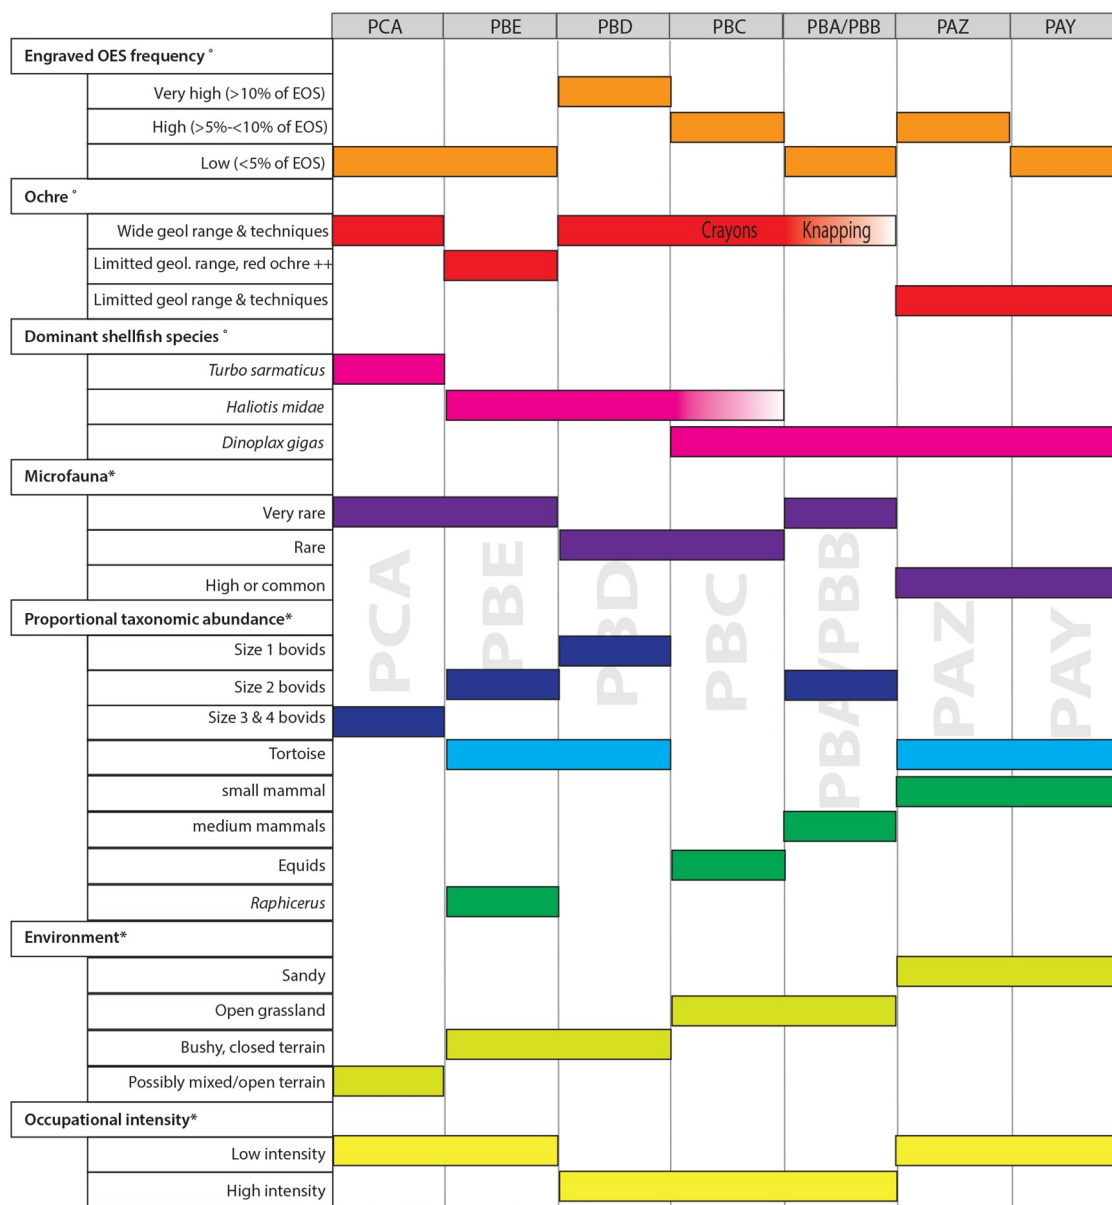 PCA PBE PBD PBC PBA/PBB PAZ PAY
Engraved OES frequency °
Very high (>10% of EOS)
High (>5%-<10% of EOS)
Low (<5% of EOS)
Ochre °
Wide geol range & techniques Crayons Knapping
Limitted geol. range, red ochre ++
Limitted geol range & techniques
Dominant shellfish species °
Turbo sarmaticus
Haliotis midae
Dinoplax gigas
Microfauna*
Very rare
Rare
High or common
Proportional taxonomic abundance*
Size 1 bovids
Size 2 bovids
Size 3 & 4 bovids
Tortoise
small mammal
medium mammals
Equids
Raphicerus
Environment*
Sandy
Open grassland
Bushy, closed terrain
Possibly mixed/open terrain
Occupational intensity*
Low intensity
High intensity
PCA
PBE
PBD
PBC
PBA/PBB
PAZ
PAY